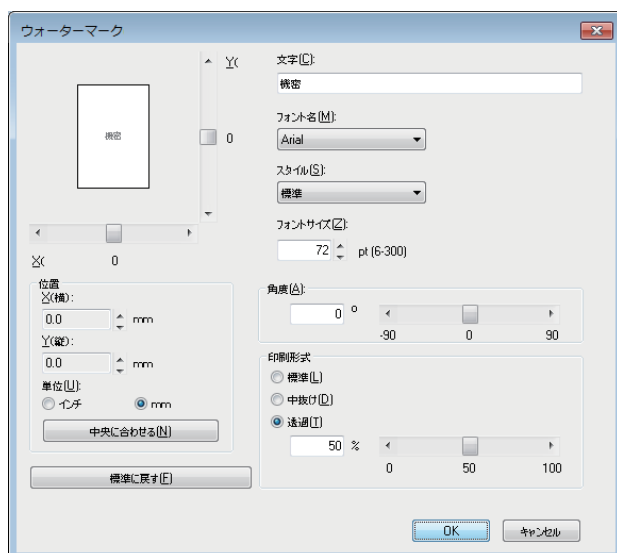 ウォーターマーク
Y(
0
機密
X(
0
位置
X(横):
0.0 mm
Y(縦):
0.0 mm
単位(U):
インチ mm
中央に合わせる(N)
標準に戻す(F)
文字(C):
機密
フォント名(M):
Arial
スタイル(S):
標準
フォントサイズ(Z):
72 pt (6-300)
角度(A):
0 °
-90 0 90
印刷形式
標準(L)
中抜け(D)
透過(T)
50 %
0 50 100
OK キャンセル